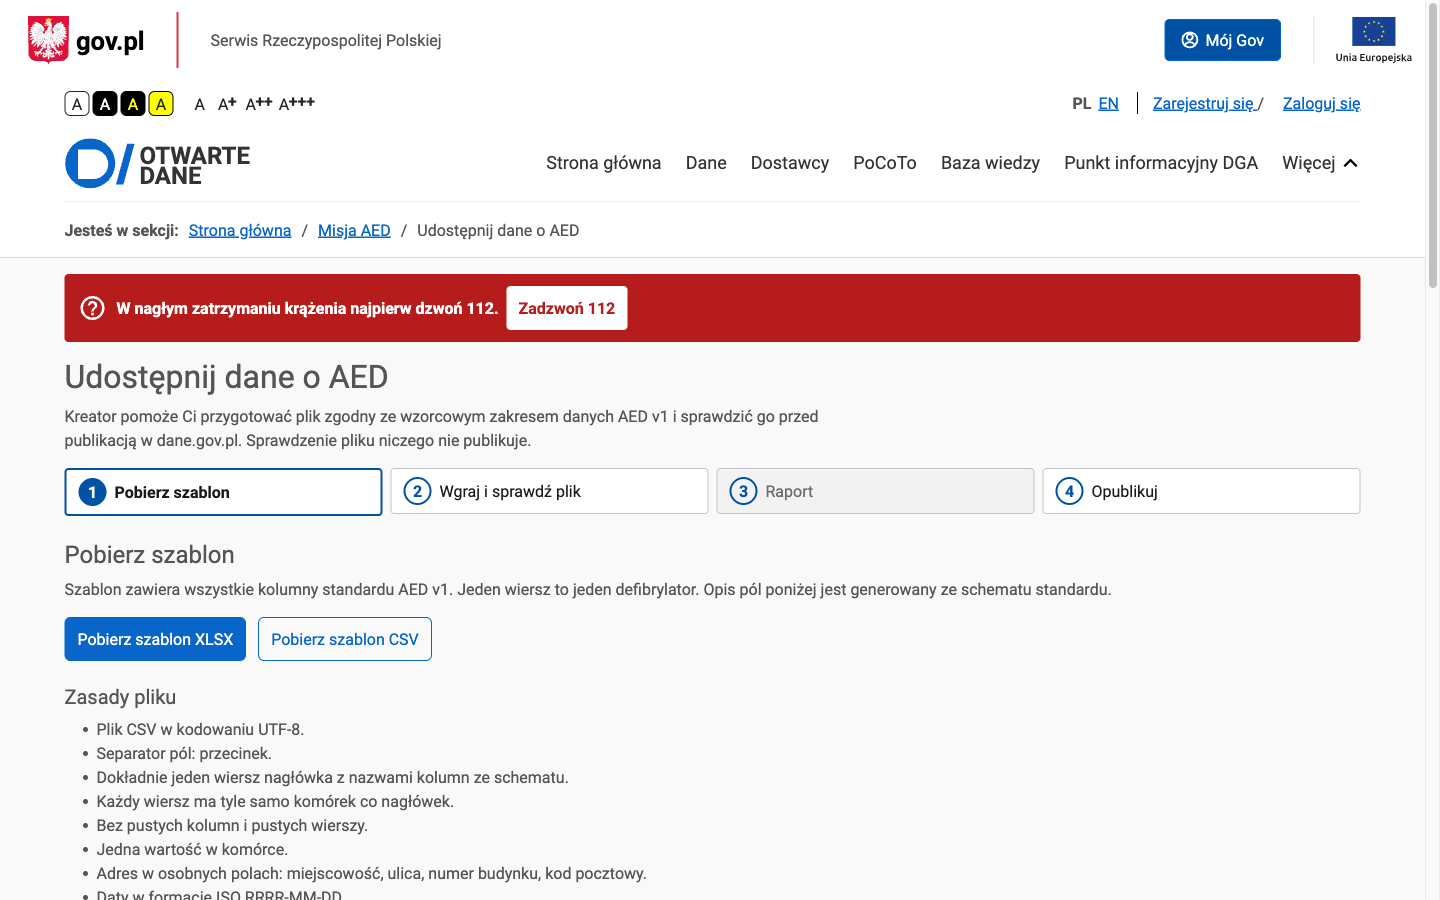 gov.pl
Serwis Rzeczypospolitej Polskiej
Mój Gov
Unia Europejska
A A A A A A+ A++ A+++
PL EN Zarejestruj się / Zaloguj się
OTWARTE
DANE
Strona główna Dane Dostawcy PoCoTo Baza wiedzy Punkt informacyjny DGA Więcej
Jesteś w sekcji: Strona główna / Misja AED / Udostępnij dane o AED
W nagłym zatrzymaniu krążenia najpierw dzwoń 112. Zadzwoń 112
Udostępnij dane o AED
Kreator pomoże Ci przygotować plik zgodny ze wzorcowym zakresem danych AED v1 i sprawdzić go przed
publikacją w dane.gov.pl. Sprawdzenie pliku niczego nie publikuje.
1 Pobierz szablon
2 Wgraj i sprawdź plik
3 Raport
4 Opublikuj
Pobierz szablon
Szablon zawiera wszystkie kolumny standardu AED v1. Jeden wiersz to jeden defibrylator. Opis pól poniżej jest generowany ze schematu standardu.
Pobierz szablon XLSX Pobierz szablon CSV
Zasady pliku
• Plik CSV w kodowaniu UTF-8.
• Separator pól: przecinek.
• Dokładnie jeden wiersz nagłówka z nazwami kolumn ze schematu.
• Każdy wiersz ma tyle samo komórek co nagłówek.
• Bez pustych kolumn i pustych wierszy.
• Jedna wartość w komórce.
• Adres w osobnych polach: miejscowość, ulica, numer budynku, kod pocztowy.
• Daty w formacie ISO RRRR-MM-DD